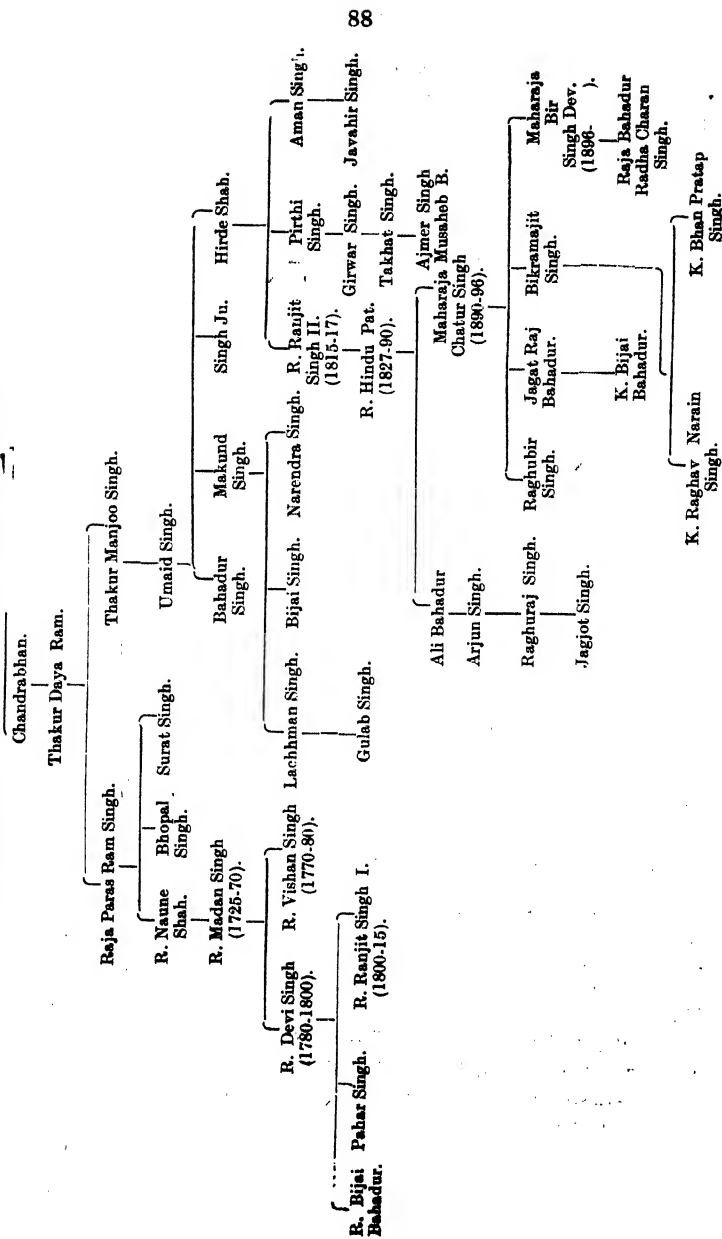 88
Chandrabhan.
Thakur Daya Ram.
Raja Paras Ram Singh.
Thakur Manjoo Singh.
R. Naune
Shah.
Bhopal
Singh.
Surat Singh.
Umaid Singh.
R. Madan Singh
(1725-70).
Bahadur
Singh.
Makund
Singh.
Singh Ju.
Hirde Shah.
R. Devi Singh
(1780-1800).
R. Vishan Singh
(1770-80).
Lachhman Singh.
Bijai Singh.
Narendra Singh.
R. Ranjit
Singh II.
(1815-17).
Pirthi
Singh.
Aman Singh.
R. Bijai
Bahadur.
Pahar Singh.
R. Ranjit Singh I.
(1800-15).
Gulab Singh.
Girwar Singh.
Javahir Singh.
R. Hindu Pat.
(1827-90).
Takhat Singh.
Ali Bahadur
Maharaja Musaheb B.
Chatur Singh
(1890-96).
Ajmer Singh
Arjun Singh.
Raghuraj Singh.
Raghubir
Singh.
Jagat Raj
Bahadur.
Bikramajit
Singh.
Maharaja
Bir
Singh Dev.
(1896- ).
Jagjot Singh.
K. Bijai
Bahadur.
Raja Bahadur
Radha Charan
Singh.
K. Raghav Narain
Singh.
K. Bhan Pratap
Singh.